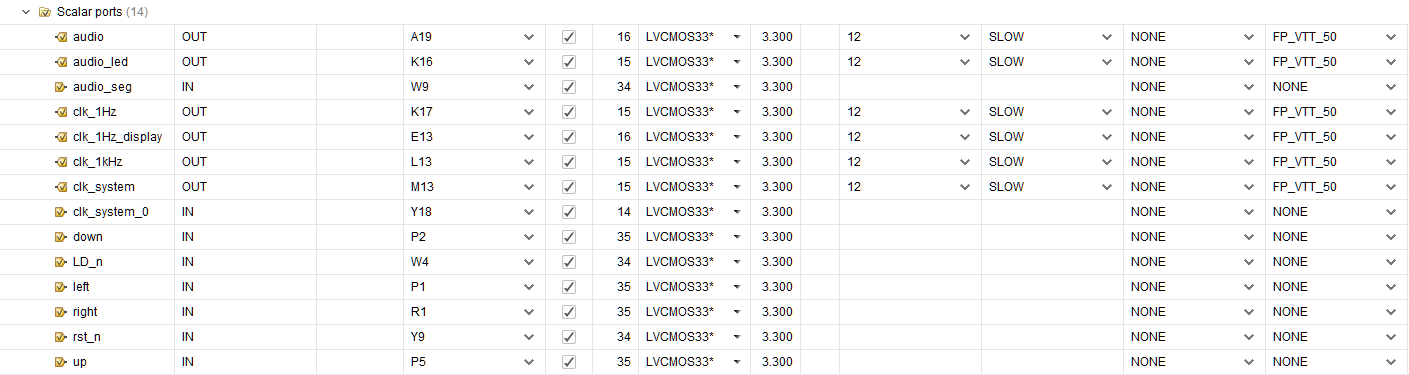 Scalar ports (14)
audio OUT A19 16 LVCMOS33* 3.300 12 SLOW NONE FP_VTT_50
audio_led OUT K16 15 LVCMOS33* 3.300 12 SLOW NONE FP_VTT_50
audio_seg IN W9 34 LVCMOS33* 3.300 NONE NONE
clk_1Hz OUT K17 15 LVCMOS33* 3.300 12 SLOW NONE FP_VTT_50
clk_1Hz_display OUT E13 16 LVCMOS33* 3.300 12 SLOW NONE FP_VTT_50
clk_1kHz OUT L13 15 LVCMOS33* 3.300 12 SLOW NONE FP_VTT_50
clk_system OUT M13 15 LVCMOS33* 3.300 12 SLOW NONE FP_VTT_50
clk_system_0 IN Y18 14 LVCMOS33* 3.300 NONE NONE
down IN P2 35 LVCMOS33* 3.300 NONE NONE
LD_n IN W4 34 LVCMOS33* 3.300 NONE NONE
left IN P1 35 LVCMOS33* 3.300 NONE NONE
right IN R1 35 LVCMOS33* 3.300 NONE NONE
rst_n IN Y9 34 LVCMOS33* 3.300 NONE NONE
up IN P5 35 LVCMOS33* 3.300 NONE NONE